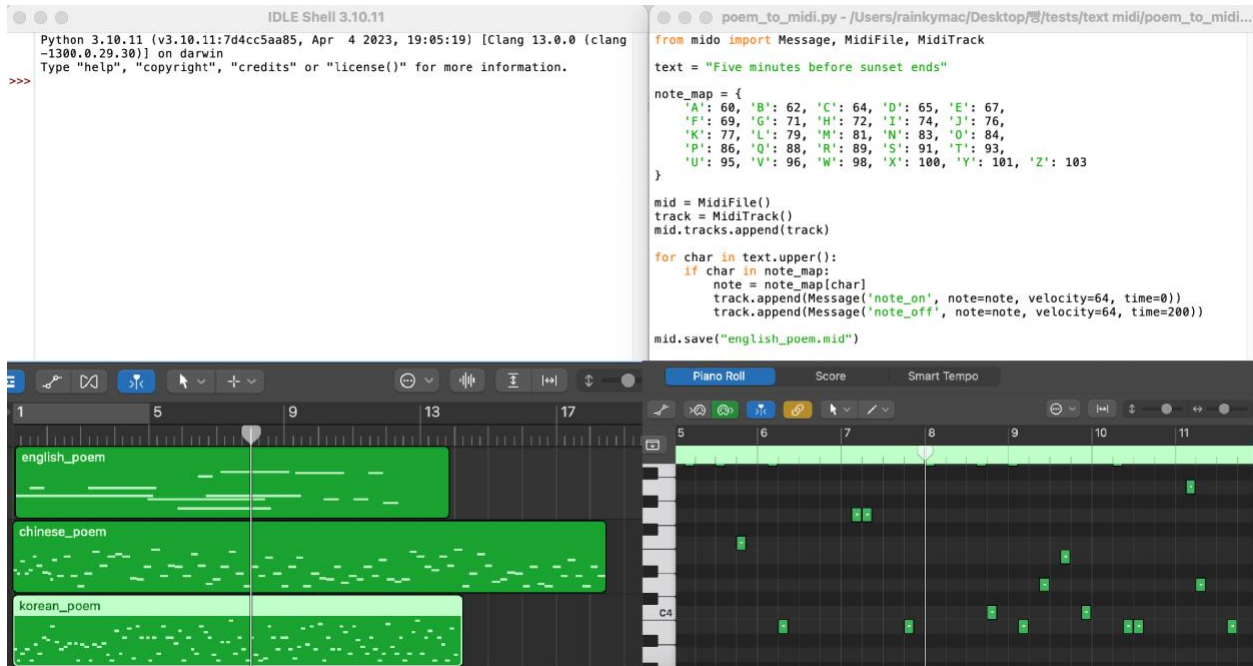 IDLE Shell 3.10.11
Python 3.10.11 (v3.10.11:7d4cc5aa85, Apr  4 2023, 19:05:19) [Clang 13.0.0 (clang
-1300.0.29.30)] on darwin
Type "help", "copyright", "credits" or "license()" for more information.
>>>
poem_to_midi.py - /Users/rainkymac/Desktop/빵/tests/text midi/poem_to_midi...
from mido import Message, MidiFile, MidiTrack
text = "Five minutes before sunset ends"
note_map = {
    'A': 60, 'B': 62, 'C': 64, 'D': 65, 'E': 67,
    'F': 69, 'G': 71, 'H': 72, 'I': 74, 'J': 76,
    'K': 77, 'L': 79, 'M': 81, 'N': 83, 'O': 84,
    'P': 86, 'Q': 88, 'R': 89, 'S': 91, 'T': 93,
    'U': 95, 'V': 96, 'W': 98, 'X': 100, 'Y': 101, 'Z': 103
}
mid = MidiFile()
track = MidiTrack()
mid.tracks.append(track)
for char in text.upper():
    if char in note_map:
        note = note_map[char]
        track.append(Message('note_on', note=note, velocity=64, time=0))
        track.append(Message('note_off', note=note, velocity=64, time=200))
mid.save("english_poem.mid")
1 5 9 13 17
english_poem
chinese_poem
korean_poem
Piano Roll Score Smart Tempo
5 6 7 8 9 10 11
C4